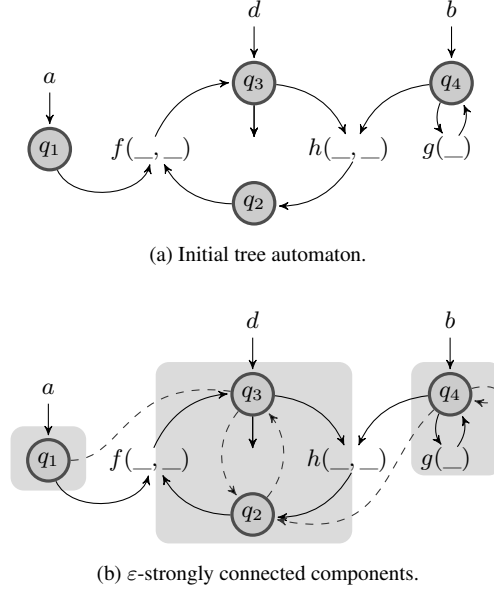 d b
a
q₃ q₄
q₁ f(_, _) h(_, _) g(_)
q₂
(a) Initial tree automaton.
d b
a
q₃ q₄
q₁ f(_, _) h(_, _) g(_)
q₂
(b) ε-strongly connected components.